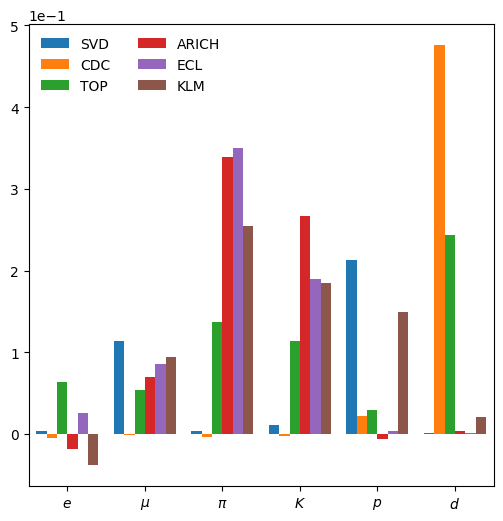 1e−1
5
4
3
2
1
0
SVD
CDC
TOP
ARICH
ECL
KLM
e μ π K p d